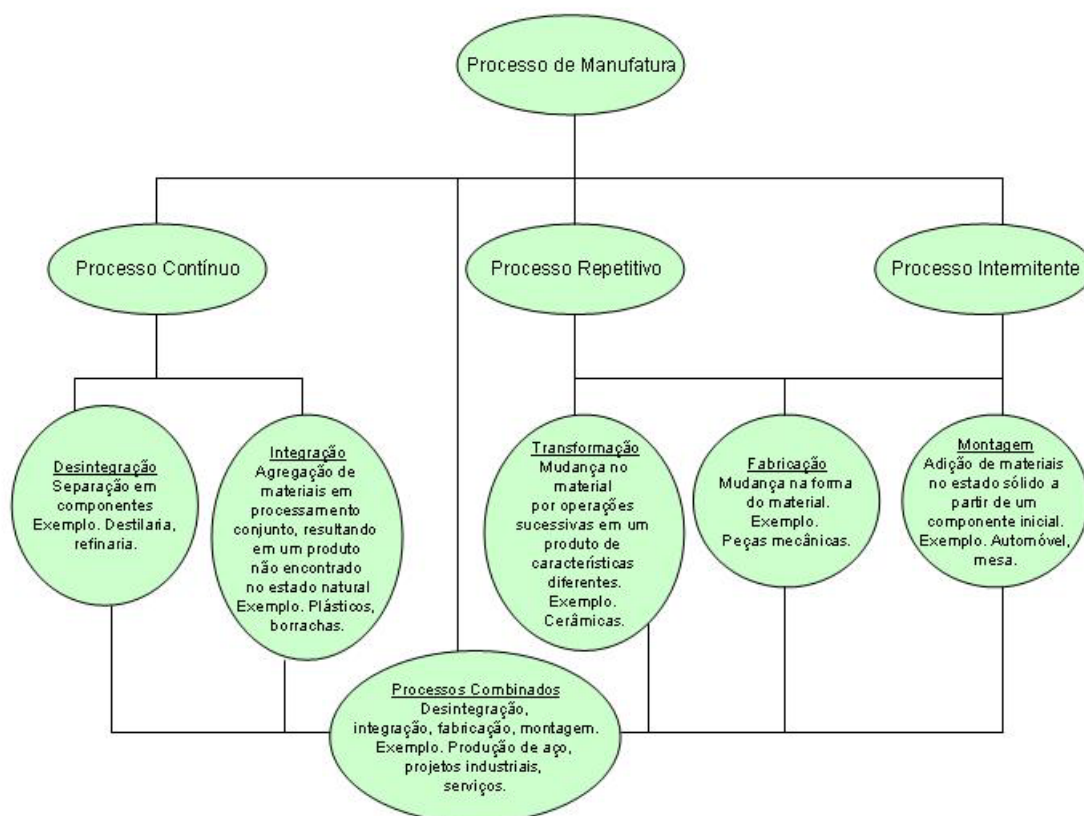 Processo de Manufatura
Processo Contínuo
Processo Repetitivo
Processo Intermitente
Desintegração
Separação em
componentes
Exemplo. Destilaria,
refinaria.
Integração
Agregação de
materiais em
processamento
conjunto, resultando
em um produto
não encontrado
no estado natural
Exemplo. Plásticos,
borrachas.
Transformação
Mudança no
material
por operações
sucessivas em um
produto de
características
diferentes.
Exemplo.
Cerâmicas.
Fabricação
Mudança na forma
do material.
Exemplo.
Peças mecânicas.
Montagem
Adição de materiais
no estado sólido a
partir de um
componente inicial.
Exemplo. Automóvel,
mesa.
Processos Combinados
Desintegração,
integração, fabricação, montagem.
Exemplo. Produção de aço,
projetos industriais,
serviços.